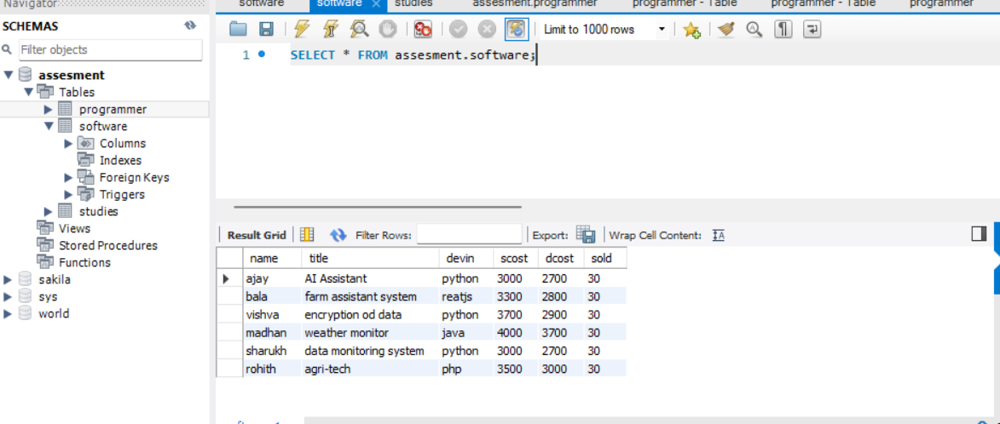 Navigator
software software studies assesment.programmer programmer - Table programmer - Table programmer
SCHEMAS
Filter objects
assesment
Tables
programmer
software
Columns
Indexes
Foreign Keys
Triggers
studies
Views
Stored Procedures
Functions
sakila
sys
world
Limit to 1000 rows
1 SELECT * FROM assesment.software;
Result Grid Filter Rows: Export: Wrap Cell Content:
name title devin scost dcost sold
ajay AI Assistant python 3000 2700 30
bala farm assistant system reatjs 3300 2800 30
vishva encryption od data python 3700 2900 30
madhan weather monitor java 4000 3700 30
sharukh data monitoring system python 3000 2700 30
rohith agri-tech php 3500 3000 30